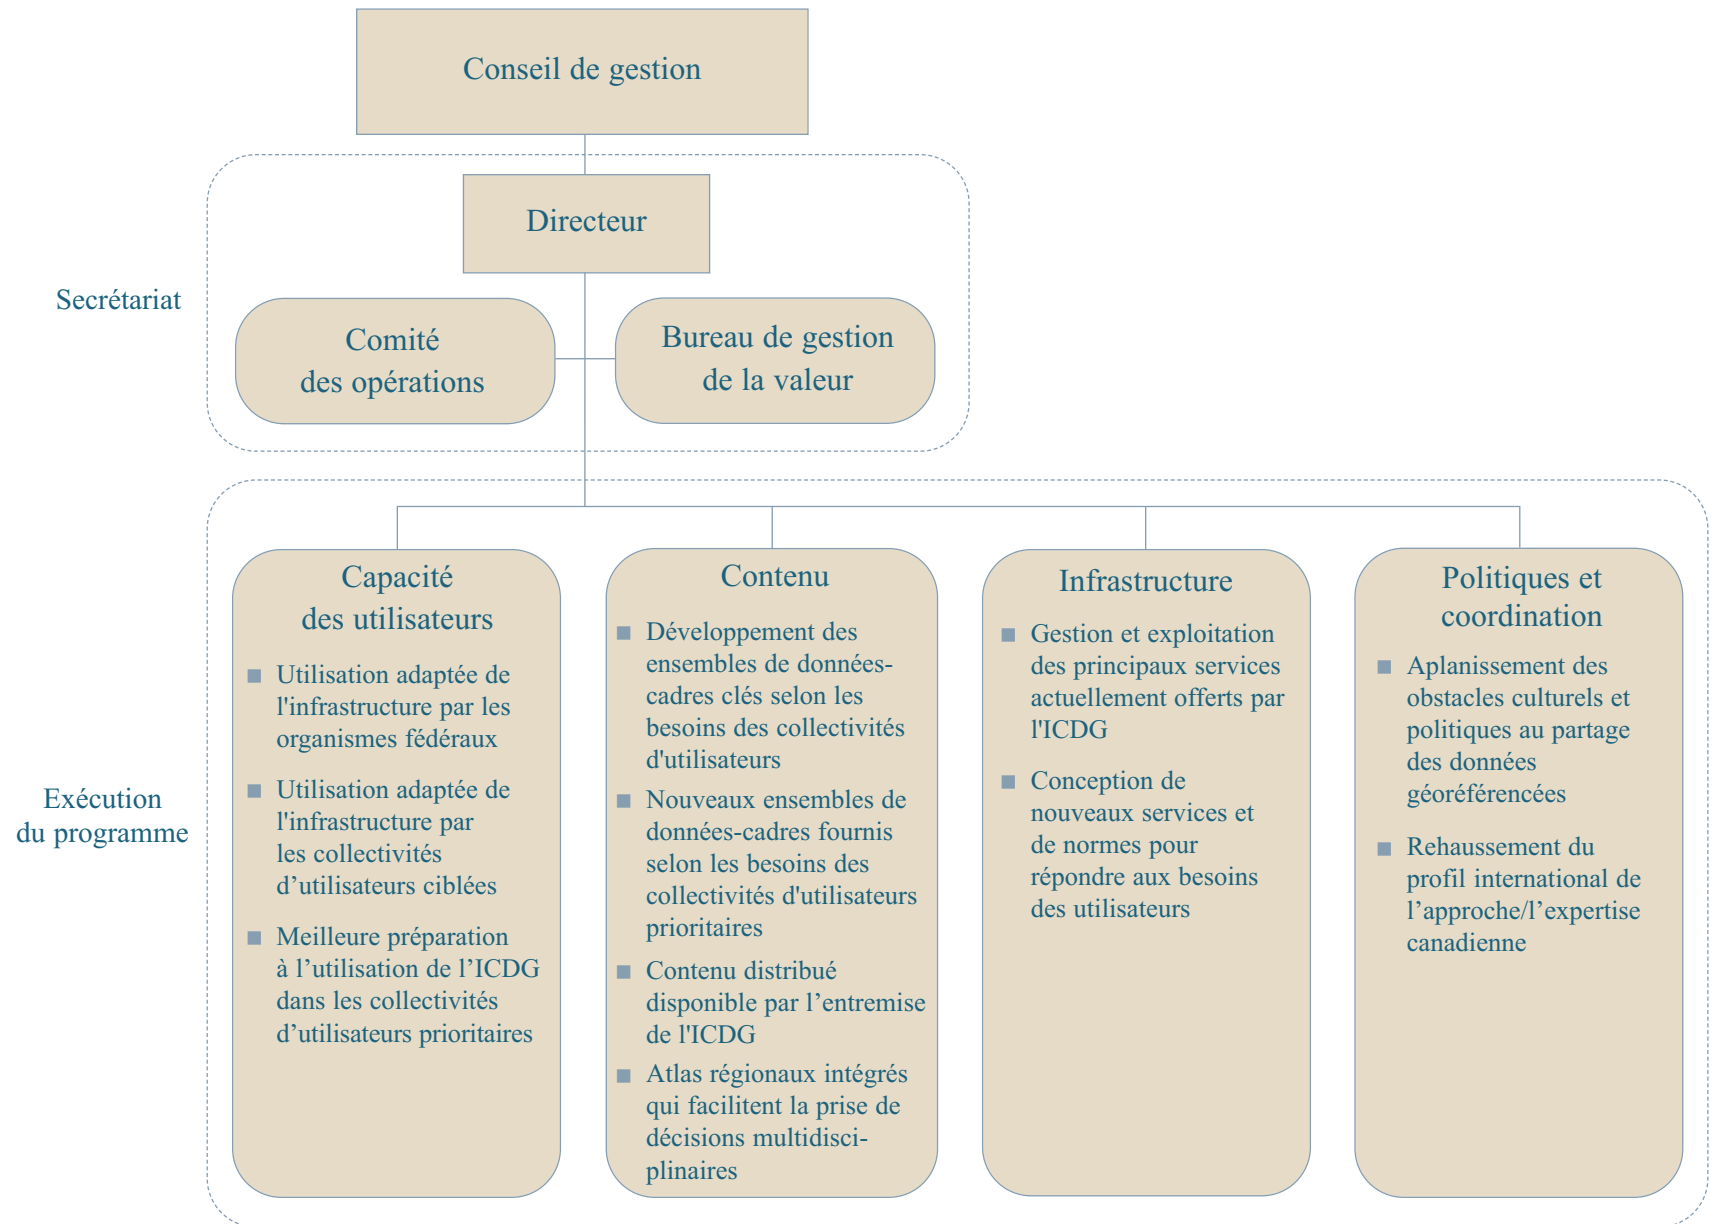 Conseil de gestion
Directeur
Secrétariat
Comité
des opérations
Bureau de gestion
de la valeur
Exécution
du programme
Capacité
des utilisateurs
■ Utilisation adaptée de
l'infrastructure par les
organismes fédéraux
■ Utilisation adaptée de
l'infrastructure par
les collectivités
d’utilisateurs ciblées
■ Meilleure préparation
à l’utilisation de l’ICDG
dans les collectivités
d’utilisateurs prioritaires
Contenu
■ Développement des
ensembles de données-
cadres clés selon les
besoins des collectivités
d'utilisateurs
■ Nouveaux ensembles de
données-cadres fournis
selon les besoins des
collectivités d'utilisateurs
prioritaires
■ Contenu distribué
disponible par l’entremise
de l'ICDG
■ Atlas régionaux intégrés
qui facilitent la prise de
décisions multidisci-
plinaires
Infrastructure
■ Gestion et exploitation
des principaux services
actuellement offerts par
l'ICDG
■ Conception de
nouveaux services et
de normes pour
répondre aux besoins
des utilisateurs
Politiques et
coordination
■ Aplanissement des
obstacles culturels et
politiques au partage
des données
géoréférencées
■ Rehaussement du
profil international de
l’approche/l’expertise
canadienne